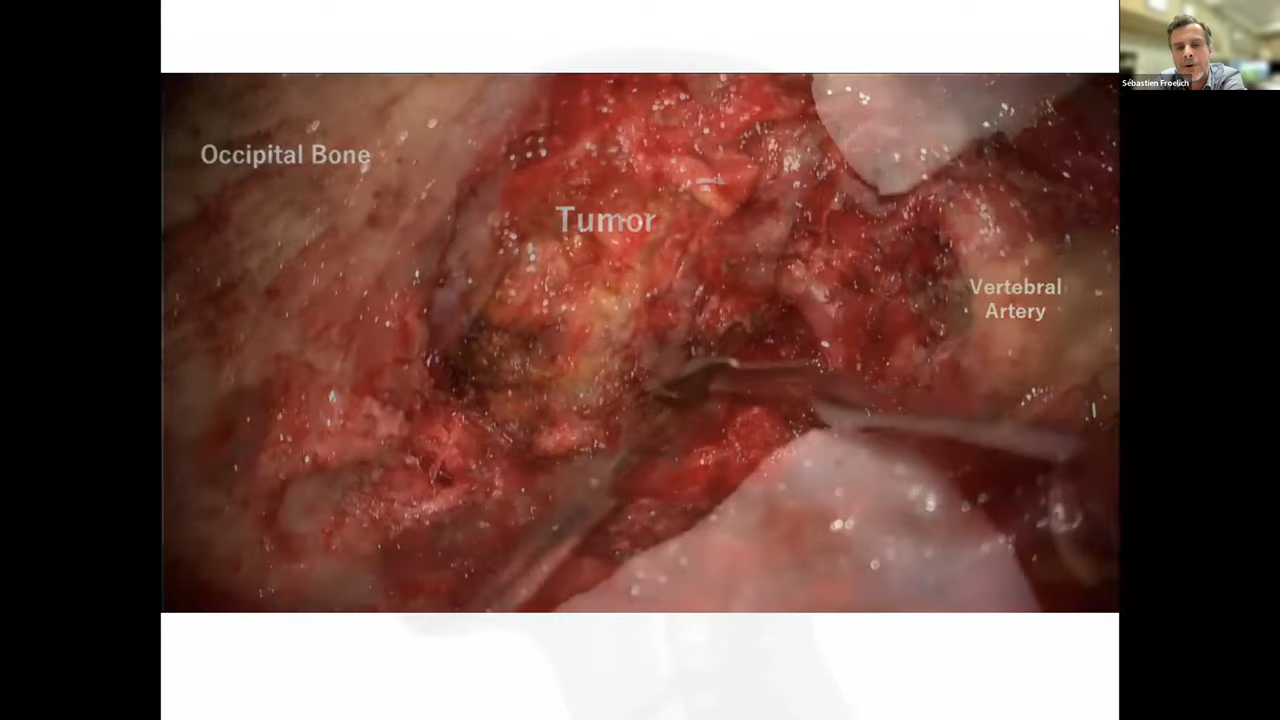 Sébastien Froelich
Occipital Bone
Tumor
Vertebral
Artery